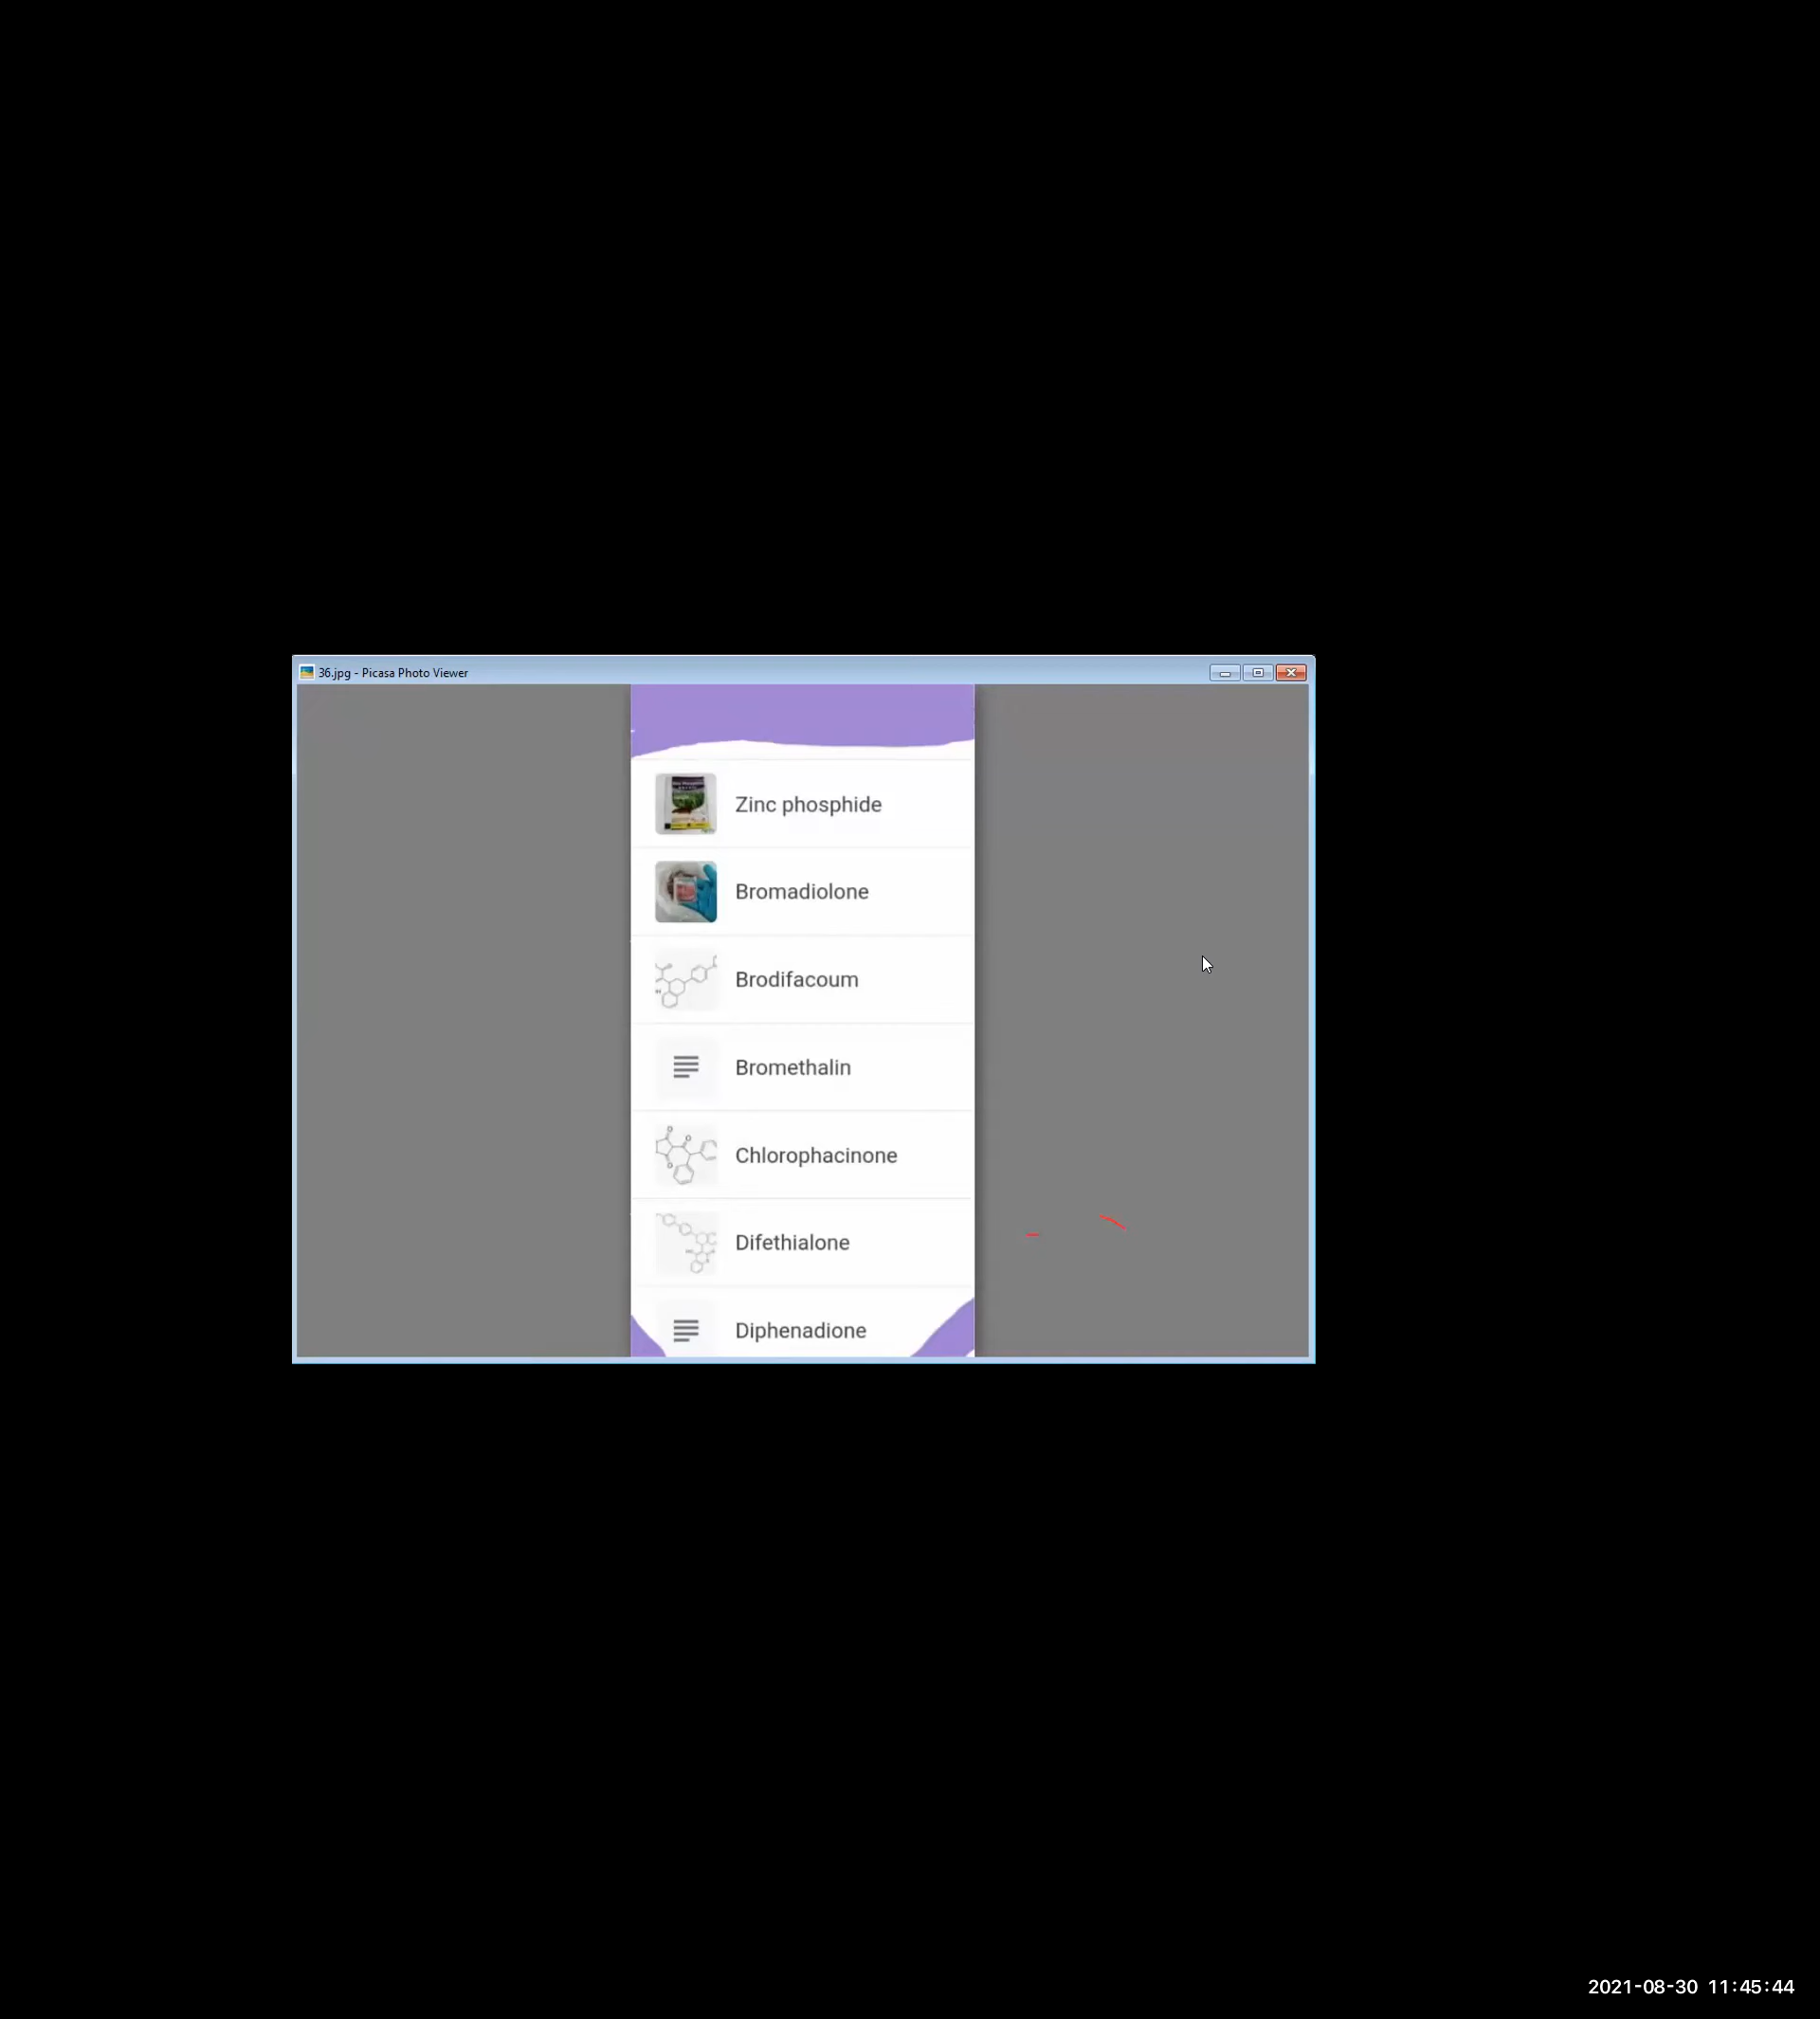 36.jpg - Picasa Photo Viewer
Zinc phosphide
Bromadiolone
Brodifacoum
Bromethalin
Chlorophacinone
Difethialone
Diphenadione
2021-08-30 11:45:44